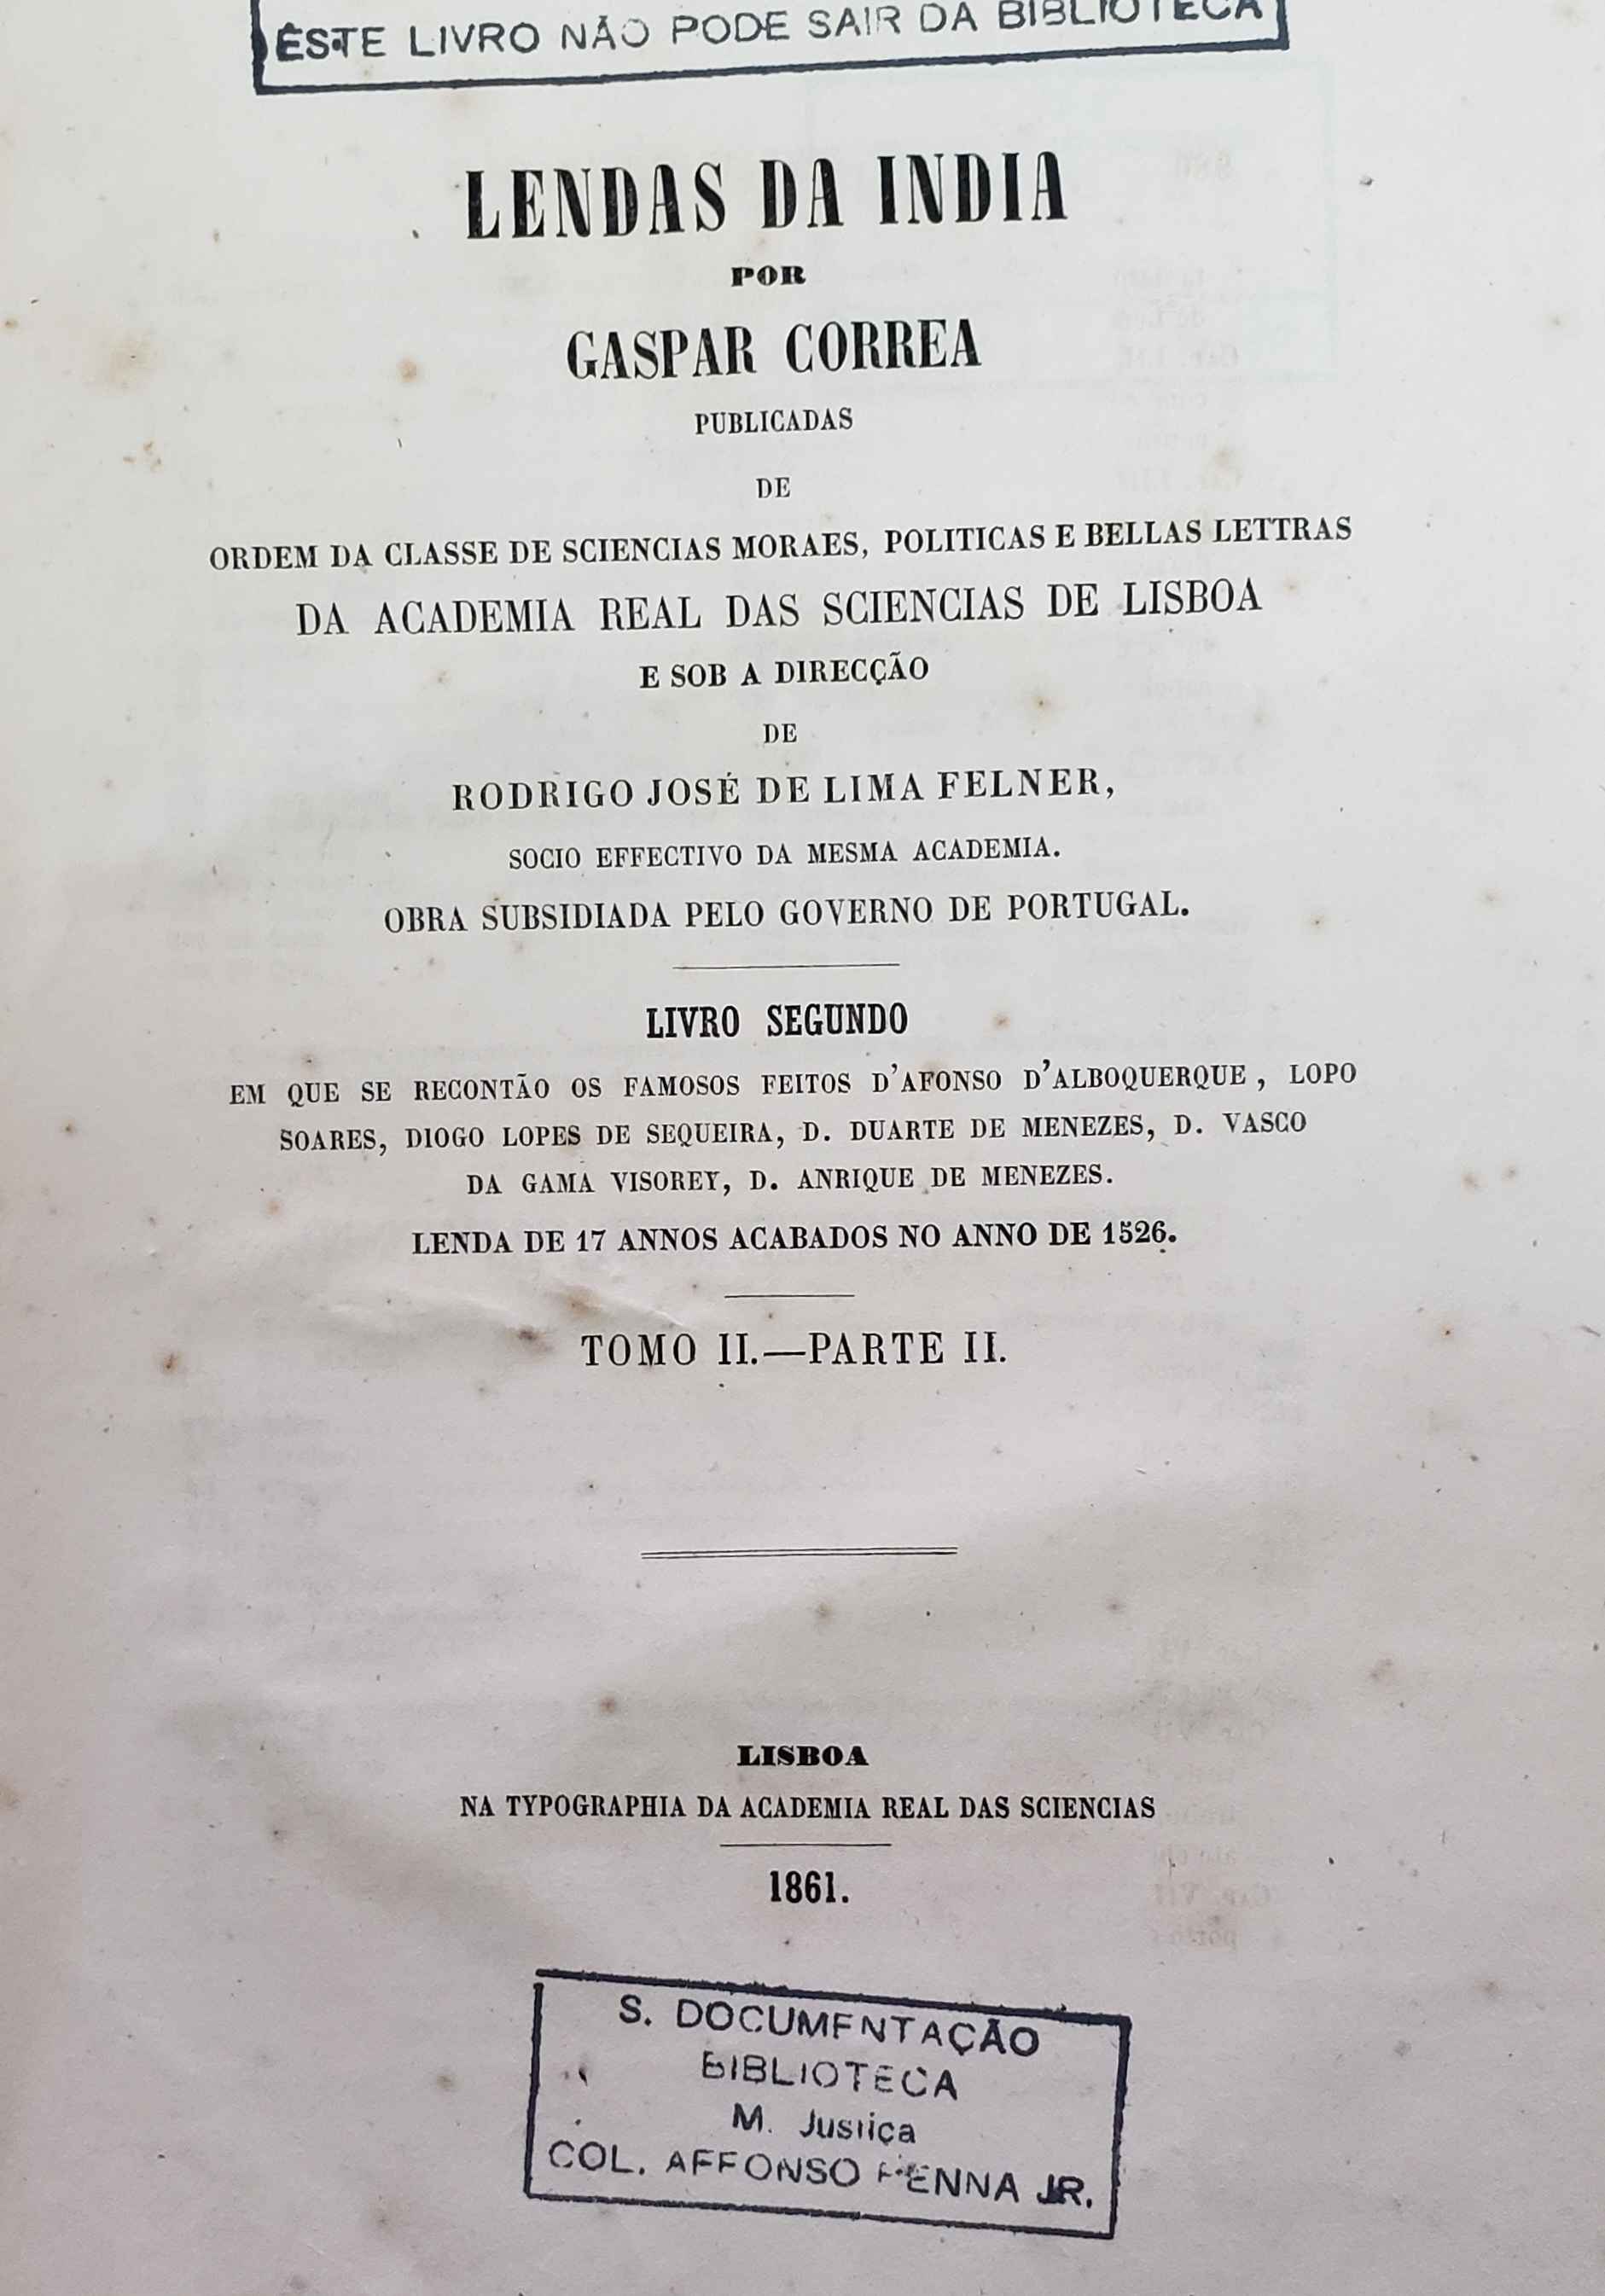 ÊSTE LIVRO NÃO PODE SAIR DA BIBLIOTECA
LENDAS DA INDIA
POR
GASPAR CORREA
PUBLICADAS
DE
ORDEM DA CLASSE DE SCIENCIAS MORAES, POLITICAS E BELLAS LETTRAS
DA ACADEMIA REAL DAS SCIENCIAS DE LISBOA
E SOB A DIRECÇÃO
DE
RODRIGO JOSÉ DE LIMA FELNER,
SOCIO EFFECTIVO DA MESMA ACADEMIA.
OBRA SUBSIDIADA PELO GOVERNO DE PORTUGAL.
LIVRO SEGUNDO
EM QUE SE RECONTÃO OS FAMOSOS FEITOS D'AFONSO D'ALBOQUERQUE, LOPO
SOARES, DIOGO LOPES DE SEQUEIRA, D. DUARTE DE MENEZES, D. VASCO
DA GAMA VISOREY, D. ANRIQUE DE MENEZES.
LENDA DE 17 ANNOS ACABADOS NO ANNO DE 1526.
TOMO II.—PARTE II.
LISBOA
NA TYPOGRAPHIA DA ACADEMIA REAL DAS SCIENCIAS
1861.
S. DOCUMENTAÇÃO
BIBLIOTECA
M. Justiça
COL. AFFONSO PENNA JR.